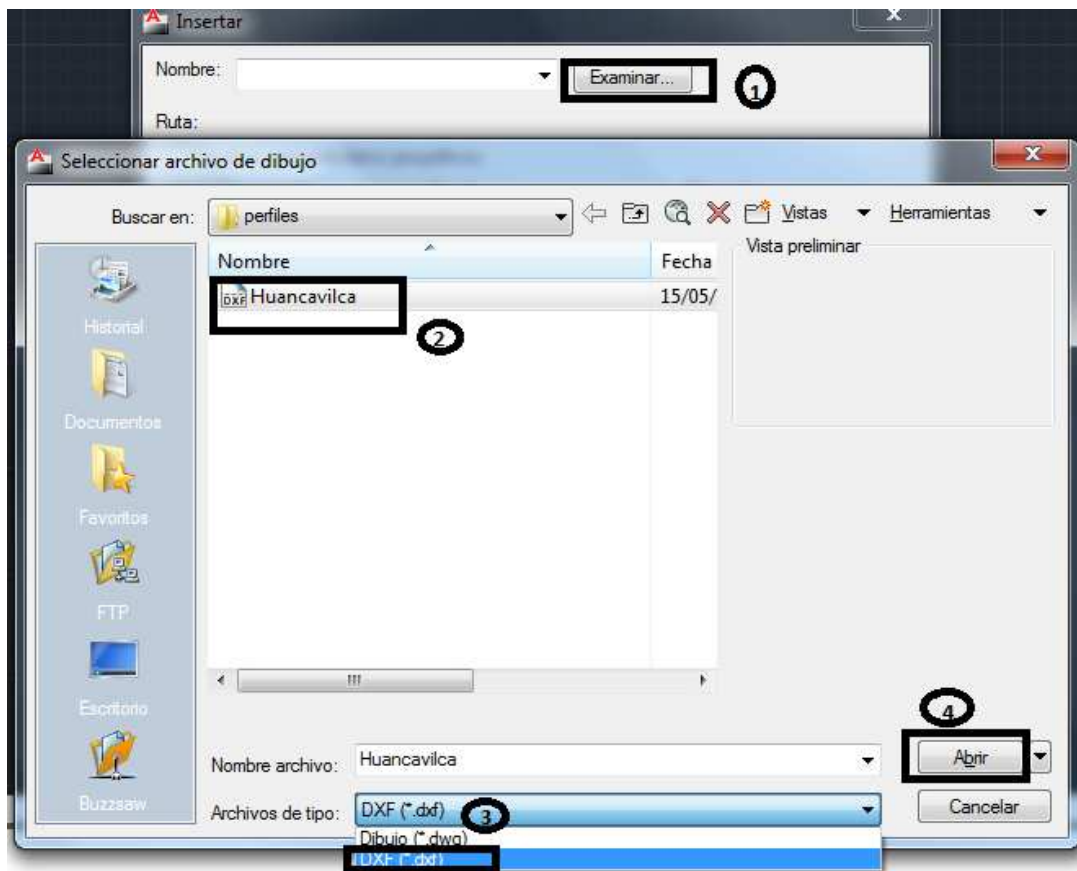 Insertar
Nombre:
Examinar...
1
Ruta:
Seleccionar archivo de dibujo
Buscar en:
perfiles
Vistas
Herramientas
Nombre
Fecha
Vista preliminar
DXF Huancavilca
15/05/
2
Historial
Documentos
Favoritos
FTP
Escritorio
Buzzsaw
4
Nombre archivo:
Huancavilca
Abrir
Archivos de tipo:
DXF (*.dxf)
3
Cancelar
Dibujo (*.dwg)
DXF (*.dxf)